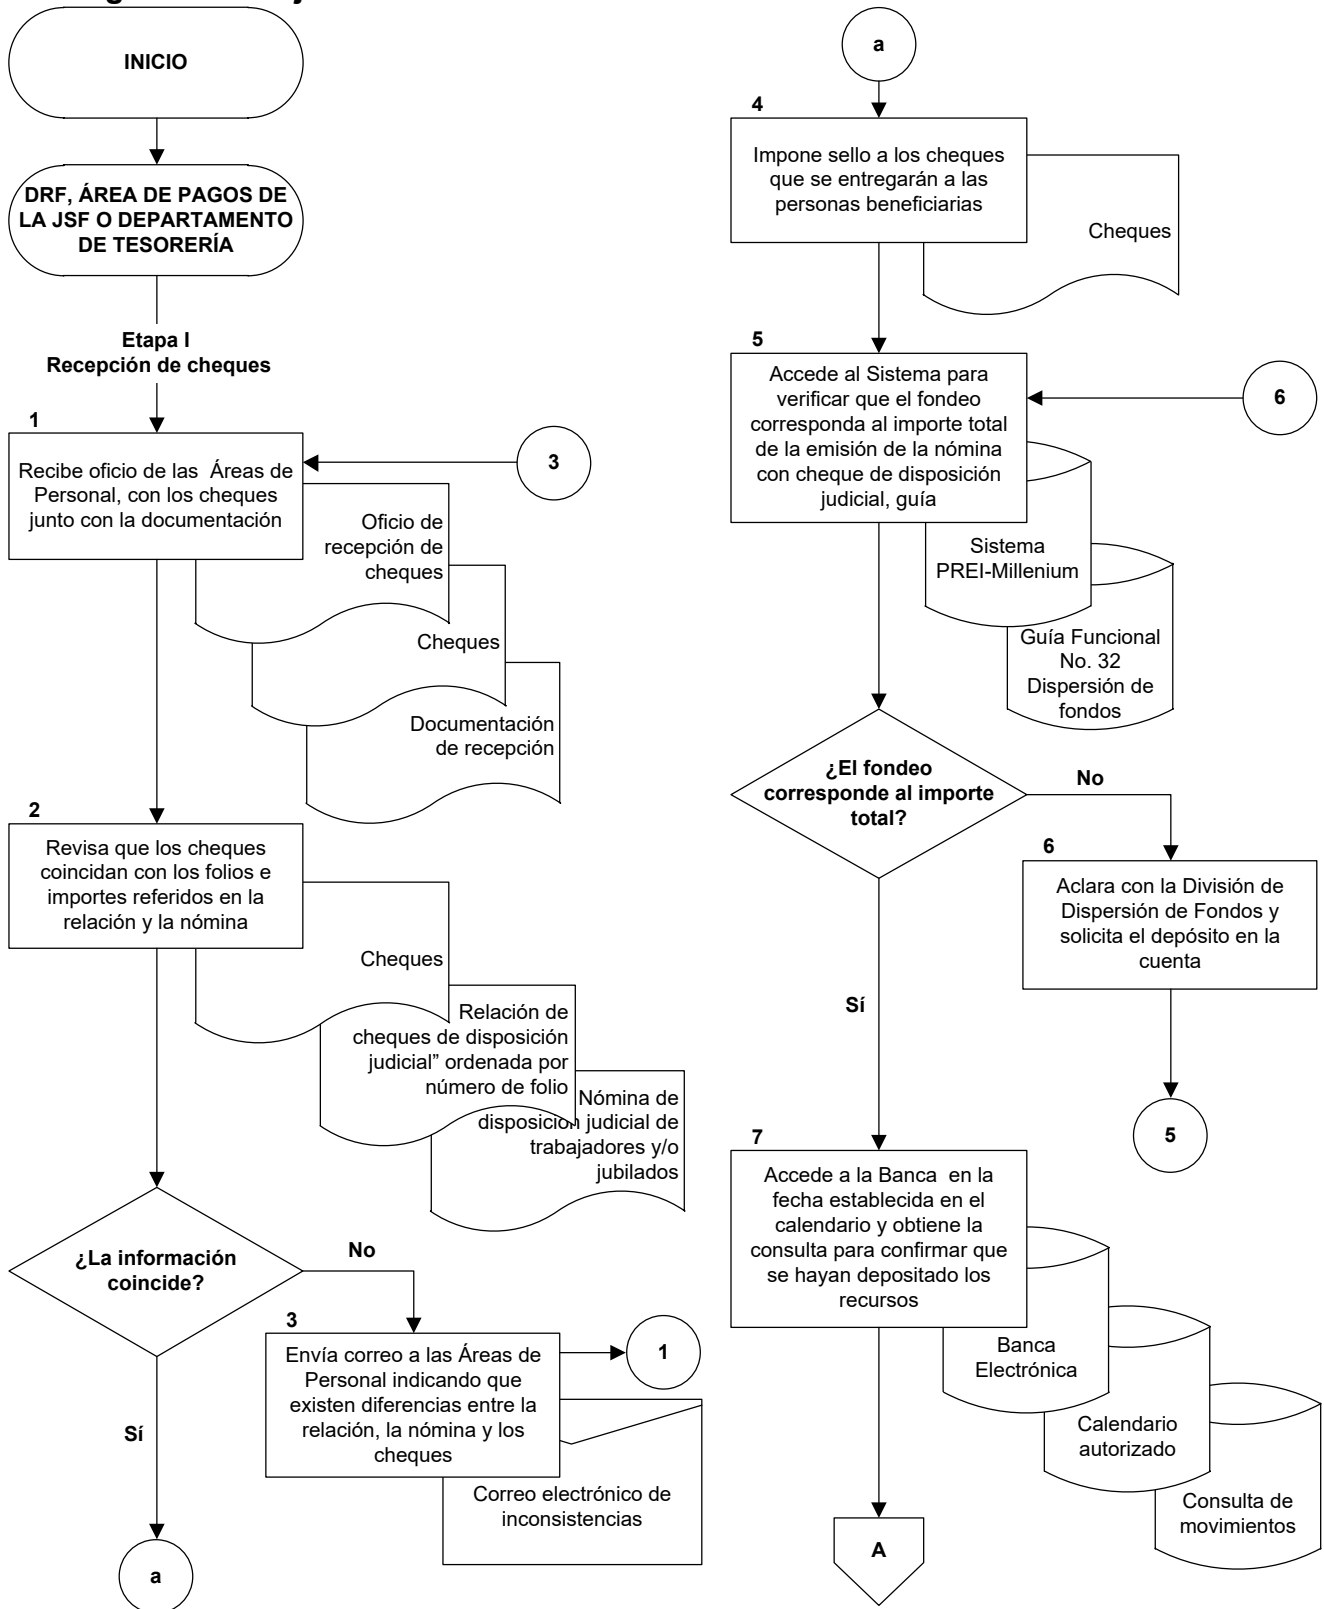 INICIO
DRF, ÁREA DE PAGOS DE
LA JSF O DEPARTAMENTO
DE TESORERÍA
Etapa I
Recepción de cheques
1
Recibe oficio de las Áreas de
Personal, con los cheques
junto con la documentación
3
Oficio de
recepción de
cheques
Cheques
Documentación
de recepción
2
Revisa que los cheques
coincidan con los folios e
importes referidos en la
relación y la nómina
Cheques
Relación de
cheques de disposición
judicial” ordenada por
número de folio
Nómina de
disposición judicial de
trabajadores y/o
jubilados
¿La información
coincide?
No
3
Envía correo a las Áreas de
Personal indicando que
existen diferencias entre la
relación, la nómina y los
cheques
1
Correo electrónico de
inconsistencias
Sí
a
a
4
Impone sello a los cheques
que se entregarán a las
personas beneficiarias
Cheques
5
Accede al Sistema para
verificar que el fondeo
corresponda al importe total
de la emisión de la nómina
con cheque de disposición
judicial, guía
6
Sistema
PREI-Millenium
Guía Funcional
No. 32
Dispersión de
fondos
¿El fondeo
corresponde al importe
total?
No
6
Aclara con la División de
Dispersión de Fondos y
solicita el depósito en la
cuenta
5
Sí
7
Accede a la Banca en la
fecha establecida en el
calendario y obtiene la
consulta para confirmar que
se hayan depositado los
recursos
Banca
Electrónica
Calendario
autorizado
Consulta de
movimientos
A